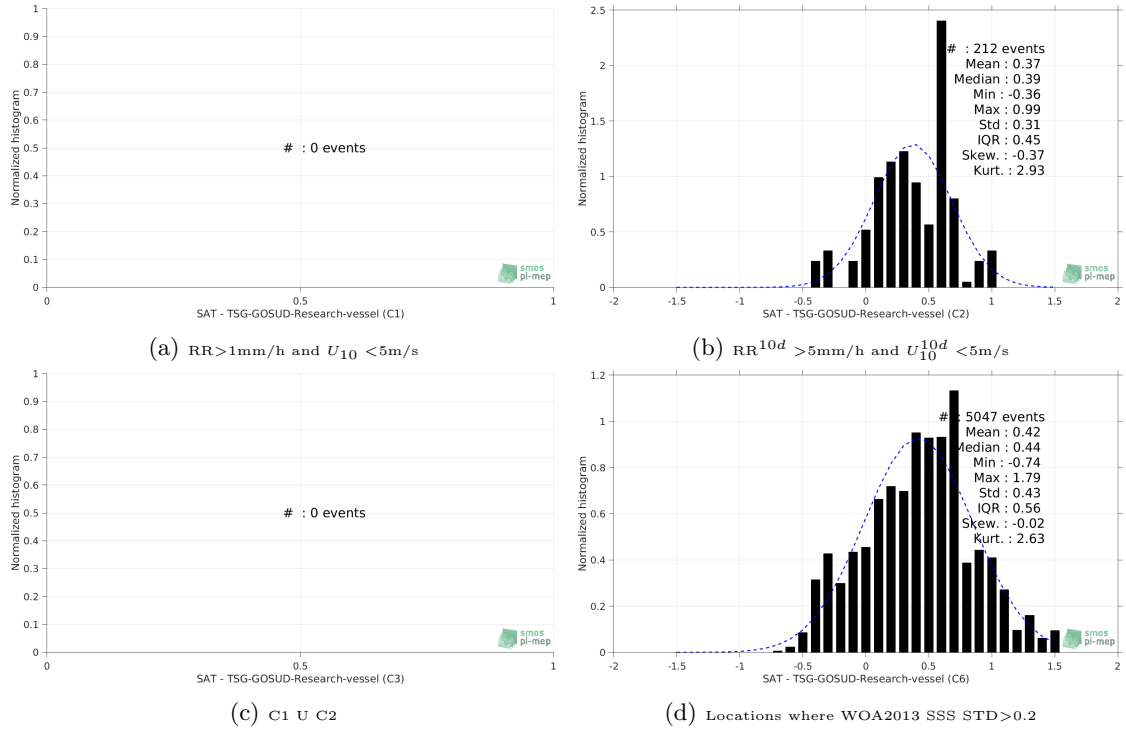 1
0.9
0.8
0.7
0.6
0.5
0.4
0.3
0.2
0.1
0
Normalized histogram
# : 0 events
smos
pi-mep
0 0.5 1
SAT - TSG-GOSUD-Research-vessel (C1)
(a) RR>1mm/h and U10 <5m/s
2.5
2
1.5
1
0.5
0
Normalized histogram
# : 212 events
Mean : 0.37
Median : 0.39
Min : -0.36
Max : 0.99
Std : 0.31
IQR : 0.45
Skew. : -0.37
Kurt. : 2.93
smos
pi-mep
-2 -1.5 -1 -0.5 0 0.5 1 1.5 2
SAT - TSG-GOSUD-Research-vessel (C2)
(b) RR10d >5mm/h and U10d10 <5m/s
1
0.9
0.8
0.7
0.6
0.5
0.4
0.3
0.2
0.1
0
Normalized histogram
# : 0 events
smos
pi-mep
0 0.5 1
SAT - TSG-GOSUD-Research-vessel (C3)
(c) C1 U C2
1.2
1
0.8
0.6
0.4
0.2
0
Normalized histogram
# : 5047 events
Mean : 0.42
Median : 0.44
Min : -0.74
Max : 1.79
Std : 0.43
IQR : 0.56
Skew. : -0.02
Kurt. : 2.63
smos
pi-mep
-2 -1.5 -1 -0.5 0 0.5 1 1.5 2
SAT - TSG-GOSUD-Research-vessel (C6)
(d) Locations where WOA2013 SSS STD>0.2